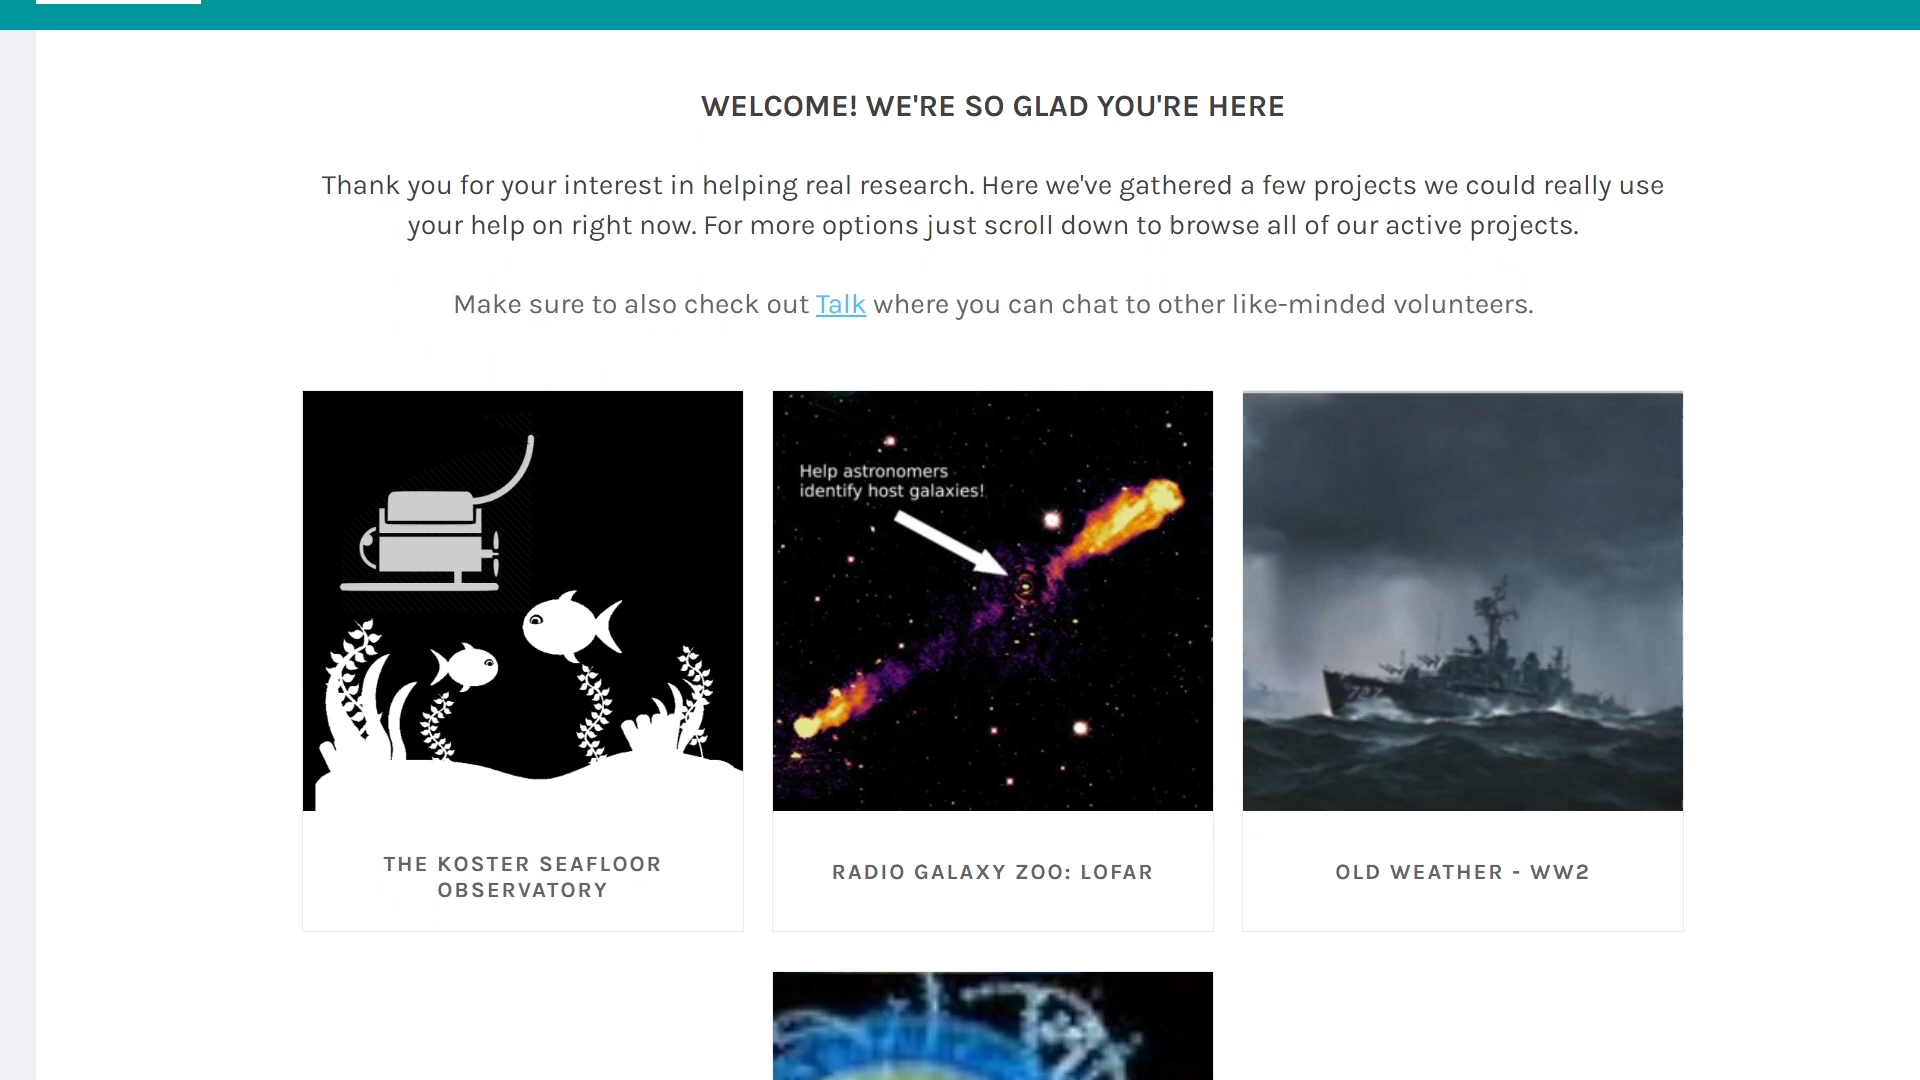 WELCOME! WE'RE SO GLAD YOU'RE HERE
Thank you for your interest in helping real research. Here we've gathered a few projects we could really use
your help on right now. For more options just scroll down to browse all of our active projects.
Make sure to also check out Talk where you can chat to other like-minded volunteers.
Help astronomers
identify host galaxies!
THE KOSTER SEAFLOOR
OBSERVATORY
RADIO GALAXY ZOO: LOFAR
OLD WEATHER - WW2